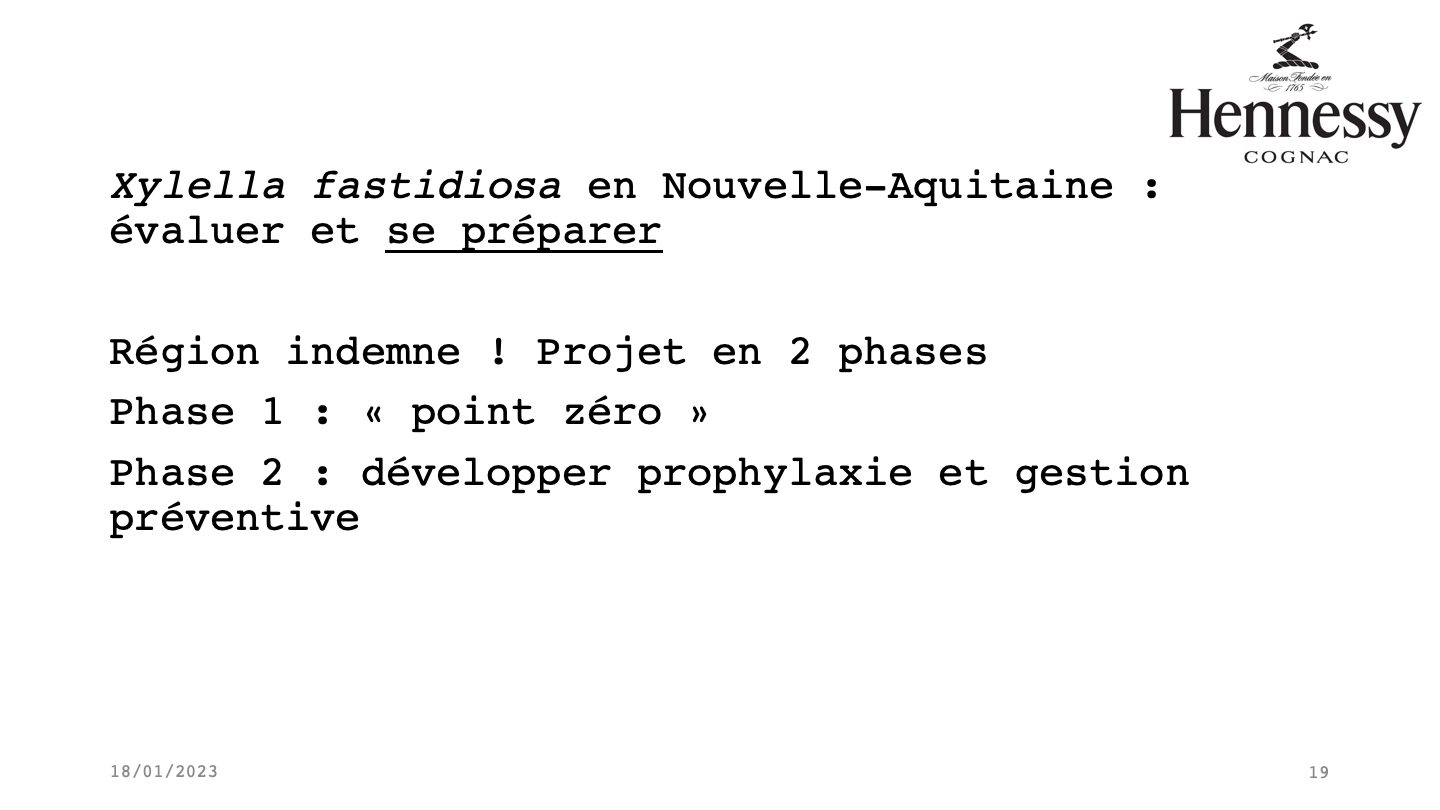 Maison Fondée en
1765
Hennessy
COGNAC
Xylella fastidiosa en Nouvelle-Aquitaine :
évaluer et se préparer
Région indemne ! Projet en 2 phases
Phase 1 : « point zéro »
Phase 2 : développer prophylaxie et gestion
préventive
18/01/2023
19